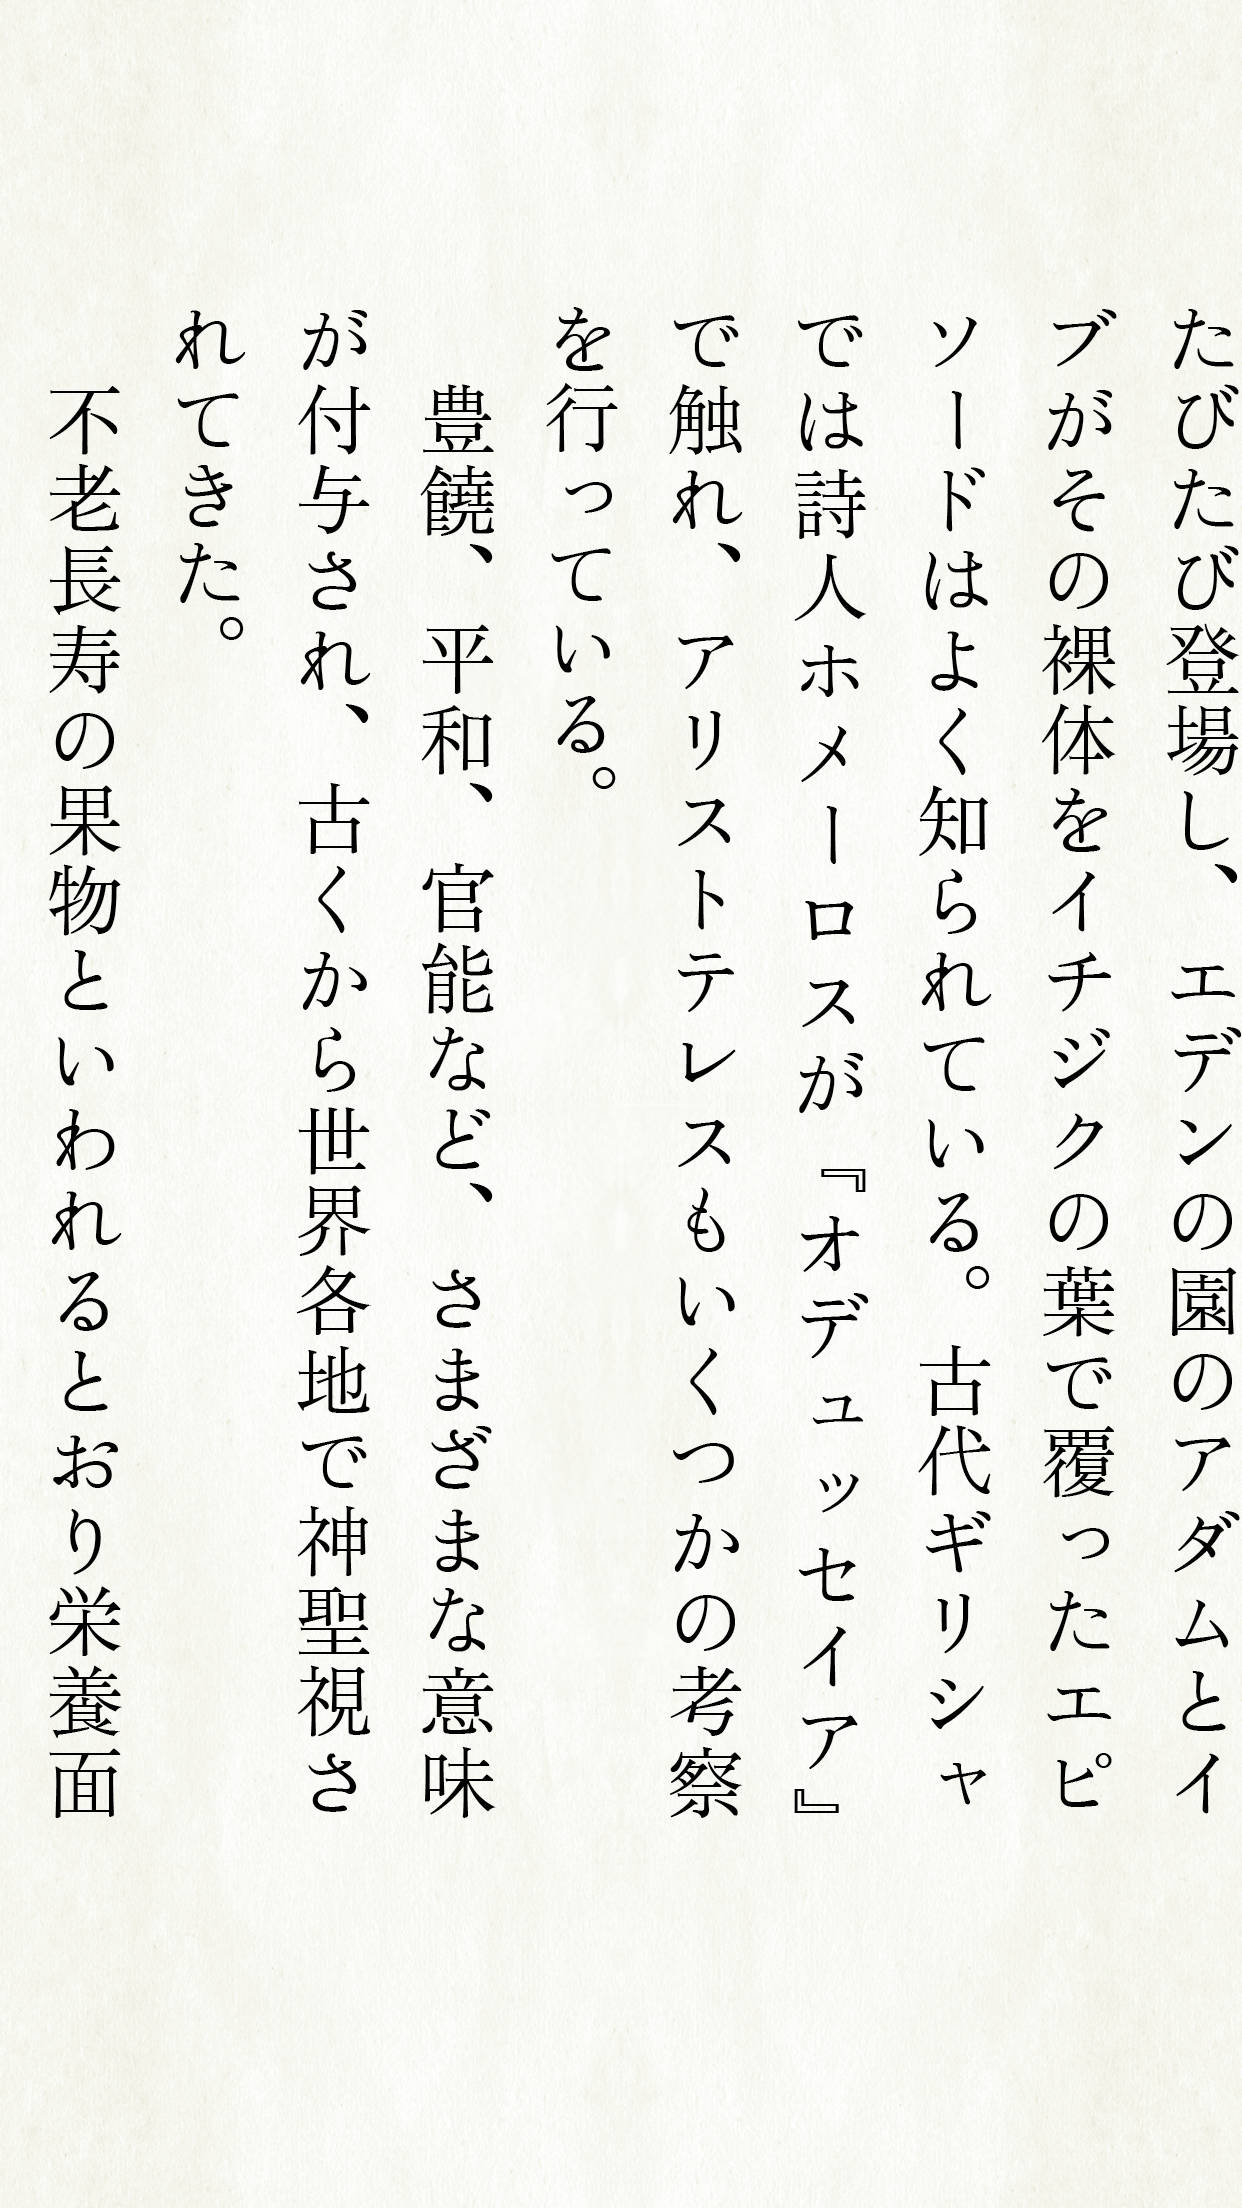 たびたび登場し、エデンの園のアダムとイ
ブがその裸体をイチジクの葉で覆ったエピ
ソードはよく知られている。古代ギリシャ
では詩人ホメーロスが『オデュッセイア』
で触れ、アリストテレスもいくつかの考察
を行っている。
豊饒、平和、官能など、さまざまな意味
が付与され、古くから世界各地で神聖視さ
れてきた。
不老長寿の果物といわれるとおり栄養面